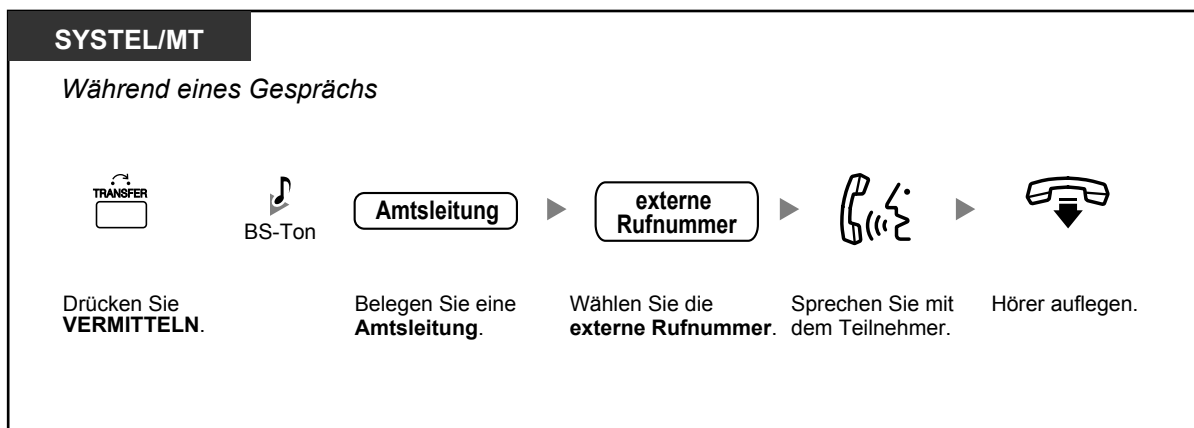 SYSTEL/MT
Während eines Gesprächs
TRANSFER
BS-Ton
Amtsleitung
externe
Rufnummer
Drücken Sie
VERMITTELN.
Belegen Sie eine
Amtsleitung.
Wählen Sie die
externe Rufnummer.
Sprechen Sie mit
dem Teilnehmer.
Hörer auflegen.